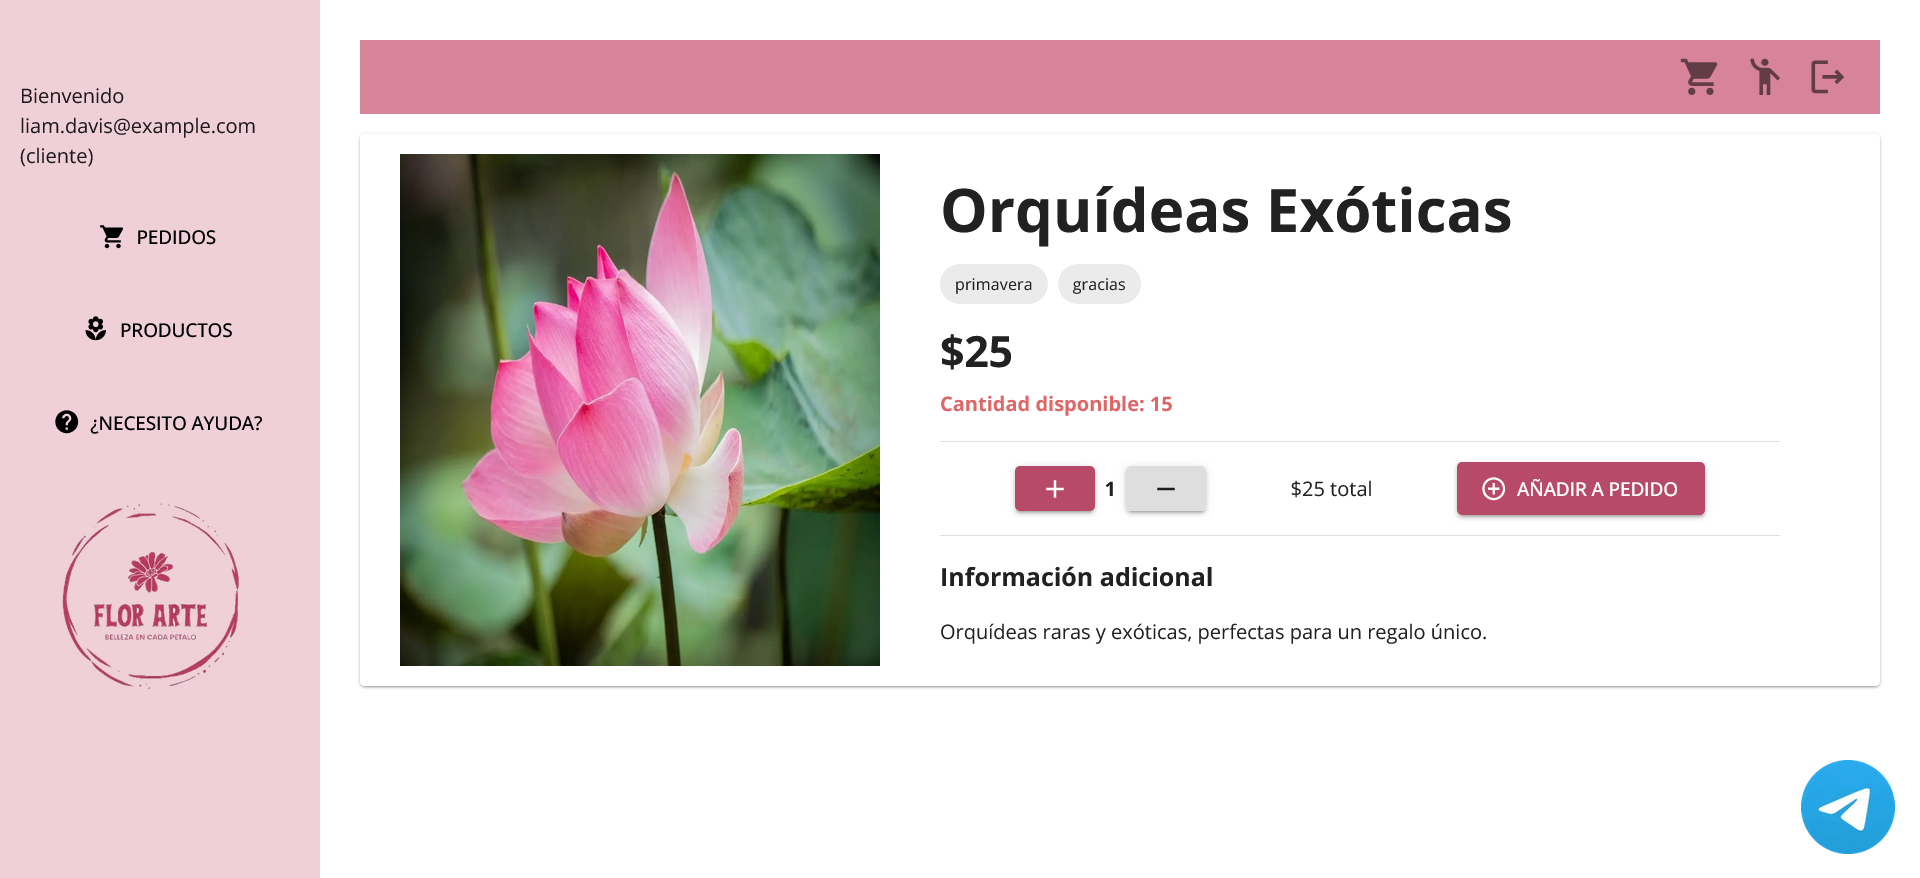 Bienvenido
liam.davis@example.com
(cliente)
PEDIDOS
PRODUCTOS
¿NECESITO AYUDA?
FLOR ARTE
BELLEZA EN CADA PÉTALO
Orquídeas Exóticas
primavera gracias
$25
Cantidad disponible: 15
+ 1 − $25 total AÑADIR A PEDIDO
Información adicional
Orquídeas raras y exóticas, perfectas para un regalo único.